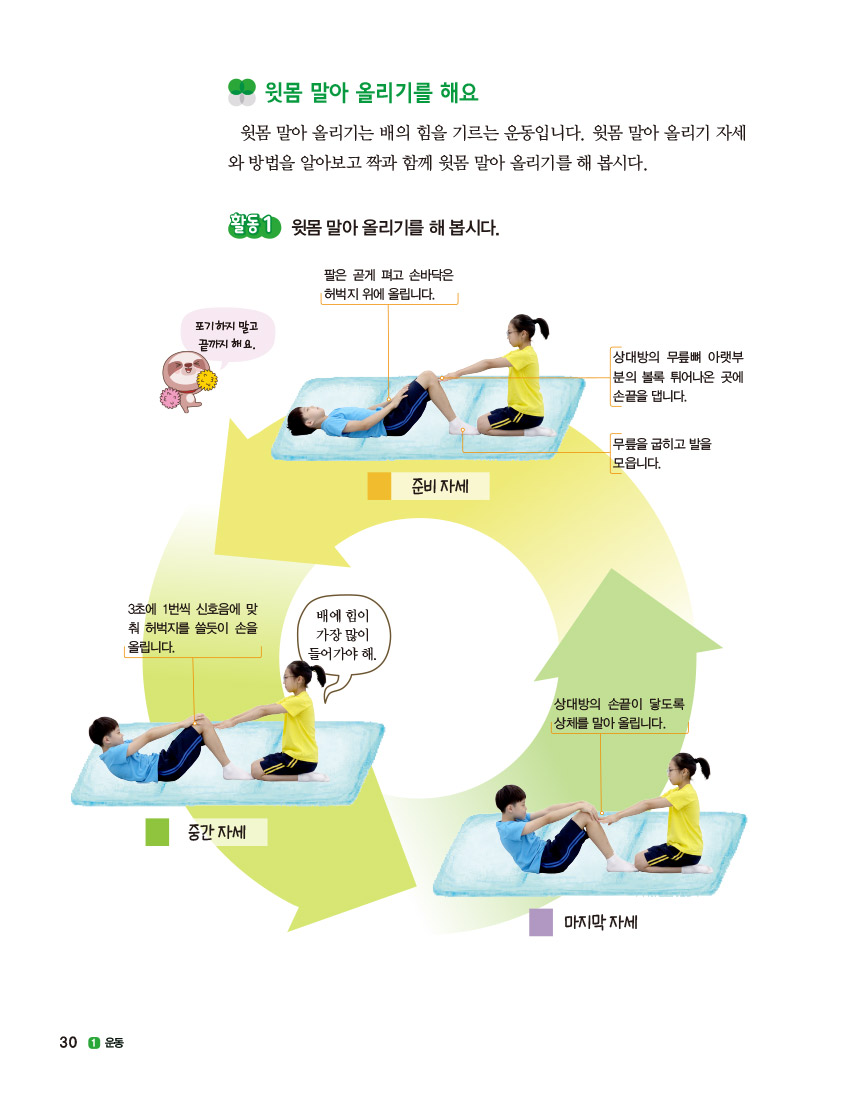 윗몸 말아 올리기를 해요
윗몸 말아 올리기는 배의 힘을 기르는 운동입니다. 윗몸 말아 올리기 자세
와 방법을 알아보고 짝과 함께 윗몸 말아 올리기를 해 봅시다.
활동1 윗몸 말아 올리기를 해 봅시다.
팔은 곧게 펴고 손바닥은
허벅지 위에 올립니다.
포기하지 말고
끝까지 해요.
상대방의 무릎뼈 아랫부
분의 볼록 튀어나온 곳에
손끝을 댑니다.
무릎을 굽히고 발을
모읍니다.
준비 자세
3초에 1번씩 신호음에 맞
춰 허벅지를 쓸듯이 손을
올립니다.
배에 힘이
가장 많이
들어가야 해.
중간 자세
상대방의 손끝이 닿도록
상체를 말아 올립니다.
마지막 자세
30 1 운동